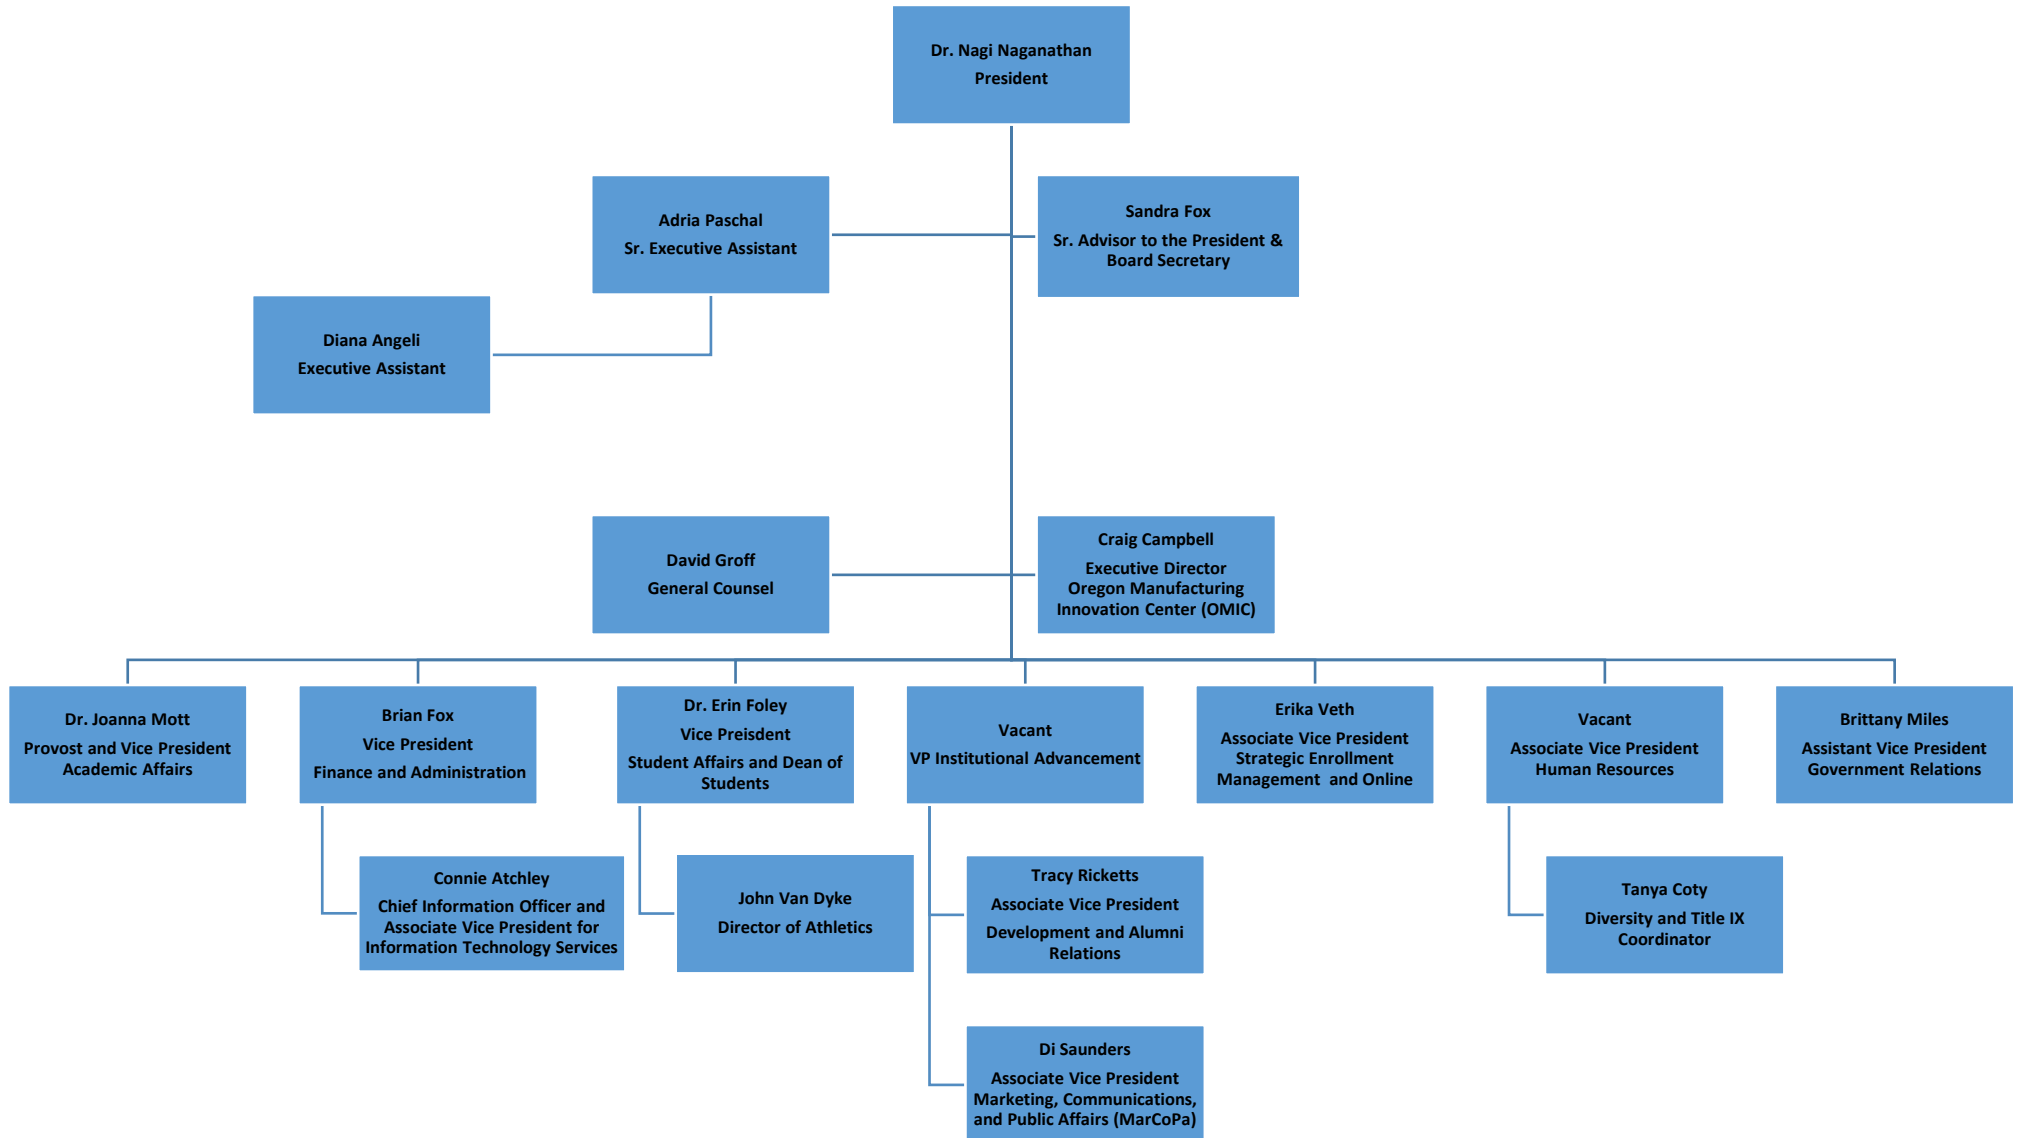 Dr. Nagi Naganathan
President
Adria Paschal
Sr. Executive Assistant
Sandra Fox
Sr. Advisor to the President &
Board Secretary
Diana Angeli
Executive Assistant
David Groff
General Counsel
Craig Campbell
Executive Director
Oregon Manufacturing
Innovation Center (OMIC)
Dr. Joanna Mott
Provost and Vice President
Academic Affairs
Brian Fox
Vice President
Finance and Administration
Dr. Erin Foley
Vice Preisdent
Student Affairs and Dean of
Students
Vacant
VP Institutional Advancement
Erika Veth
Associate Vice President
Strategic Enrollment
Management  and Online
Vacant
Associate Vice President
Human Resources
Brittany Miles
Assistant Vice President
Government Relations
Connie Atchley
Chief Information Officer and
Associate Vice President for
Information Technology Services
John Van Dyke
Director of Athletics
Tracy Ricketts
Associate Vice President
Development and Alumni
Relations
Tanya Coty
Diversity and Title IX
Coordinator
Di Saunders
Associate Vice President
Marketing, Communications,
and Public Affairs (MarCoPa)